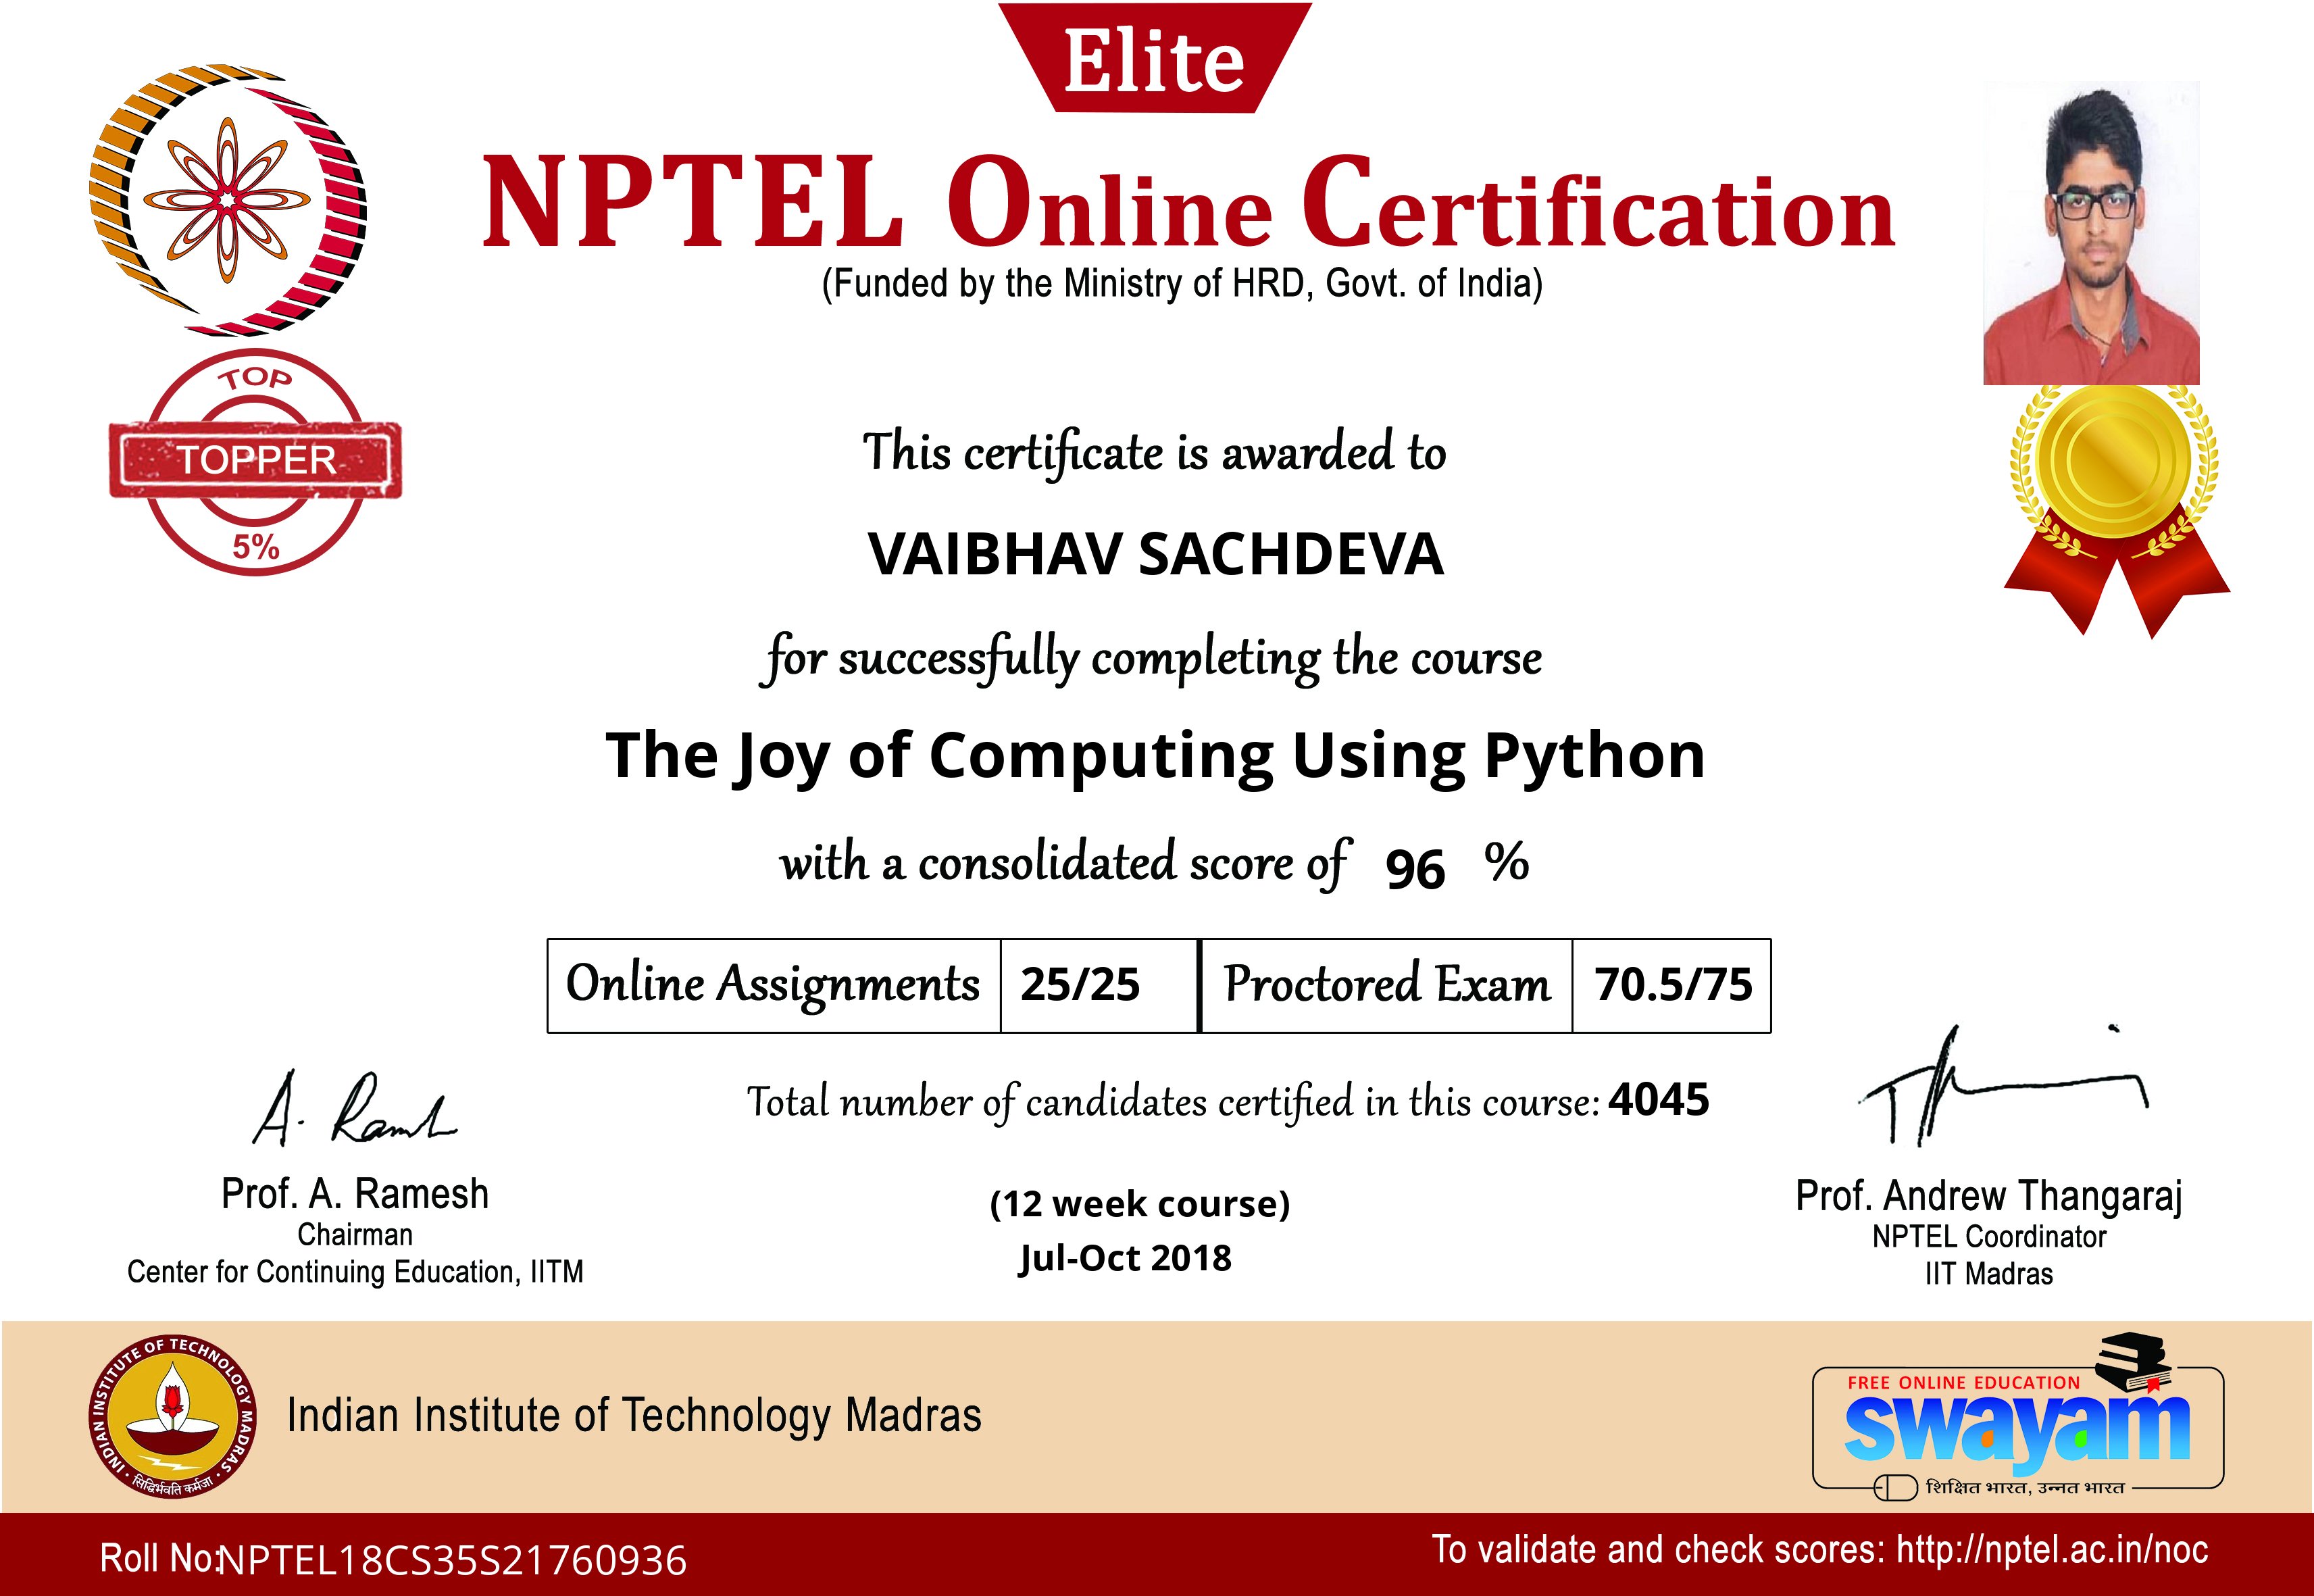 Elite
NPTEL Online Certification
(Funded by the Ministry of HRD, Govt. of India)
TOP
TOPPER
5%
This certificate is awarded to
VAIBHAV SACHDEVA
for successfully completing the course
The Joy of Computing Using Python
with a consolidated score of 96 %
Online Assignments 25/25 Proctored Exam 70.5/75
Total number of candidates certified in this course: 4045
A. Ramesh
Prof. A. Ramesh
Chairman
Center for Continuing Education, IITM
(12 week course)
Jul-Oct 2018
Prof. Andrew Thangaraj
NPTEL Coordinator
IIT Madras
INDIAN INSTITUTE OF TECHNOLOGY MADRAS
सिद्धिर्भवति कर्मजा
Indian Institute of Technology Madras
FREE ONLINE EDUCATION
swayam
शिक्षित भारत, उन्नत भारत
Roll No:NPTEL18CS35S21760936
To validate and check scores: http://nptel.ac.in/noc